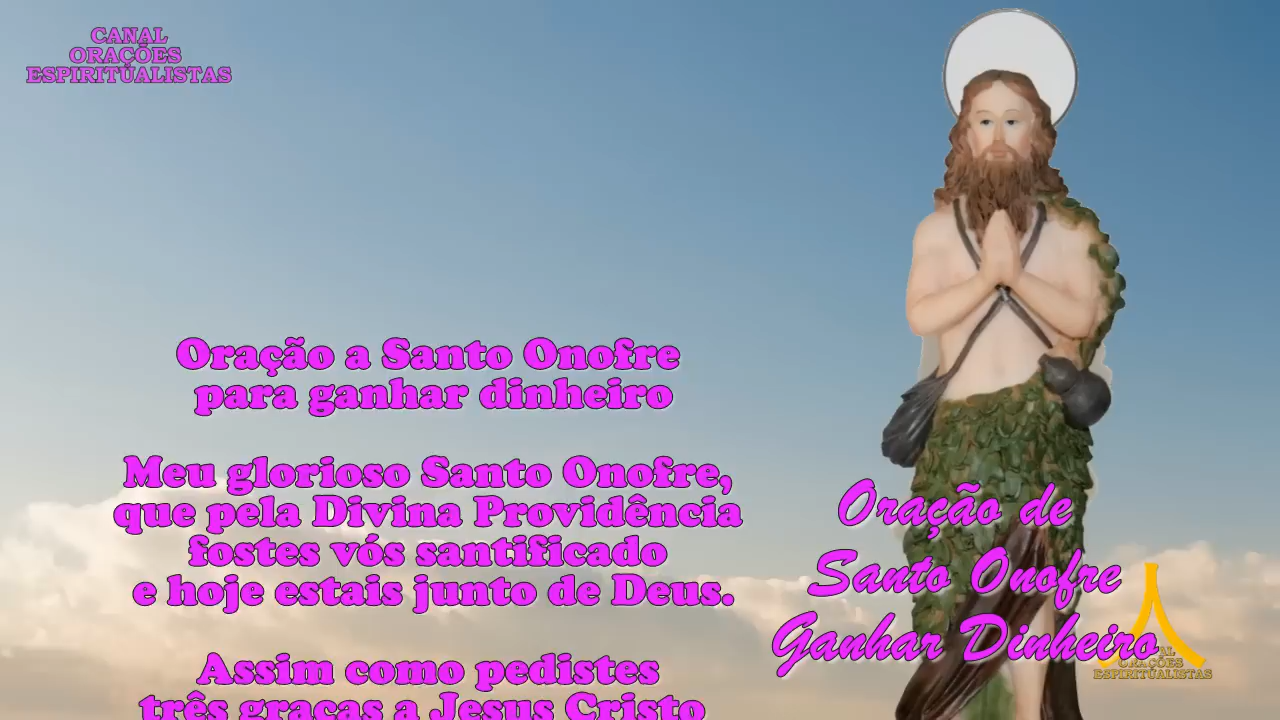 CANAL
ORAÇÕES
ESPIRITUALISTAS
Oração a Santo Onofre
para ganhar dinheiro
Meu glorioso Santo Onofre,
que pela Divina Providência
fostes vós santificado
e hoje estais junto de Deus.
Assim como pedistes
três graças a Jesus Cristo
Oração de
Santo Onofre
Ganhar Dinheiro
ORAÇÕES
ESPIRITUALISTAS